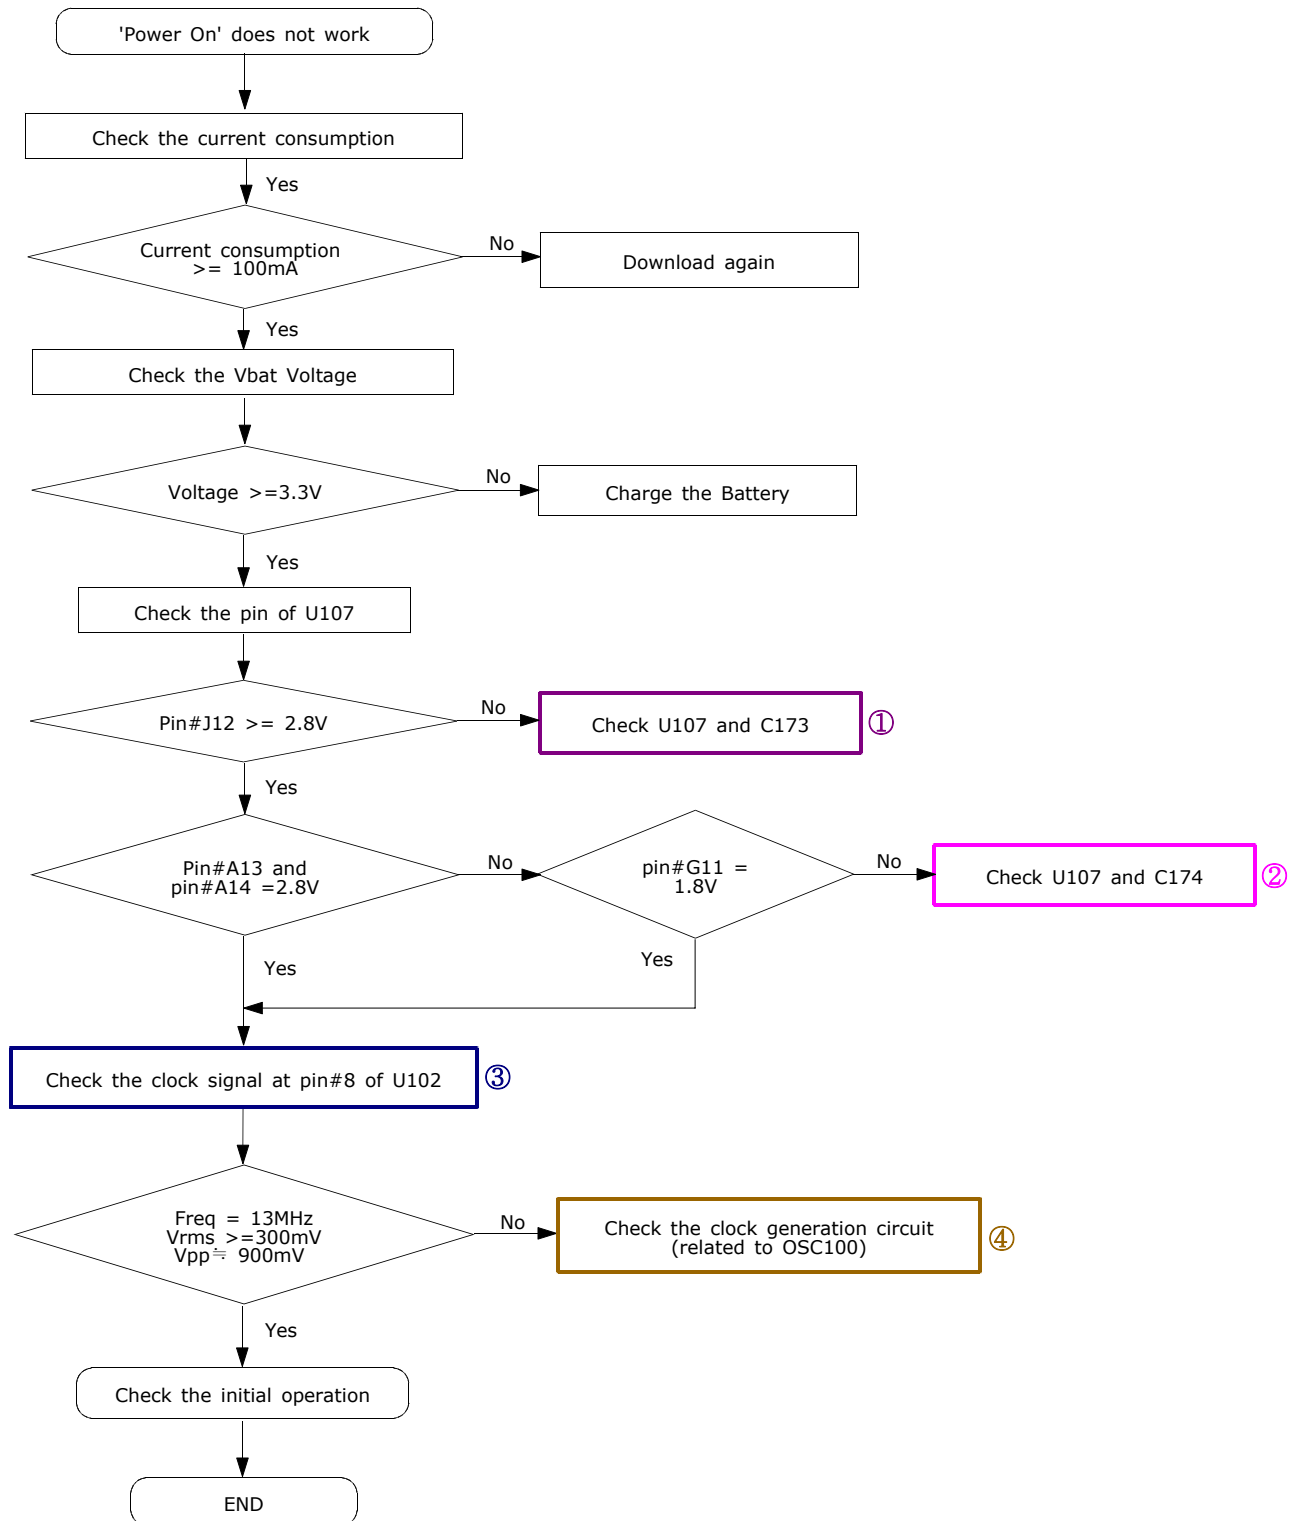 'Power On' does not work
Check the current consumption
Yes
Current consumption
>= 100mA
No
Download again
Yes
Check the Vbat Voltage
Voltage >=3.3V
No
Charge the Battery
Yes
Check the pin of U107
Pin#J12 >= 2.8V
No
Check U107 and C173
①
Yes
Pin#A13 and
pin#A14 =2.8V
No
pin#G11 =
1.8V
No
Check U107 and C174
②
Yes
Yes
Check the clock signal at pin#8 of U102
③
Freq = 13MHz
Vrms >=300mV
Vpp≒ 900mV
No
Check the clock generation circuit
(related to OSC100)
④
Yes
Check the initial operation
END